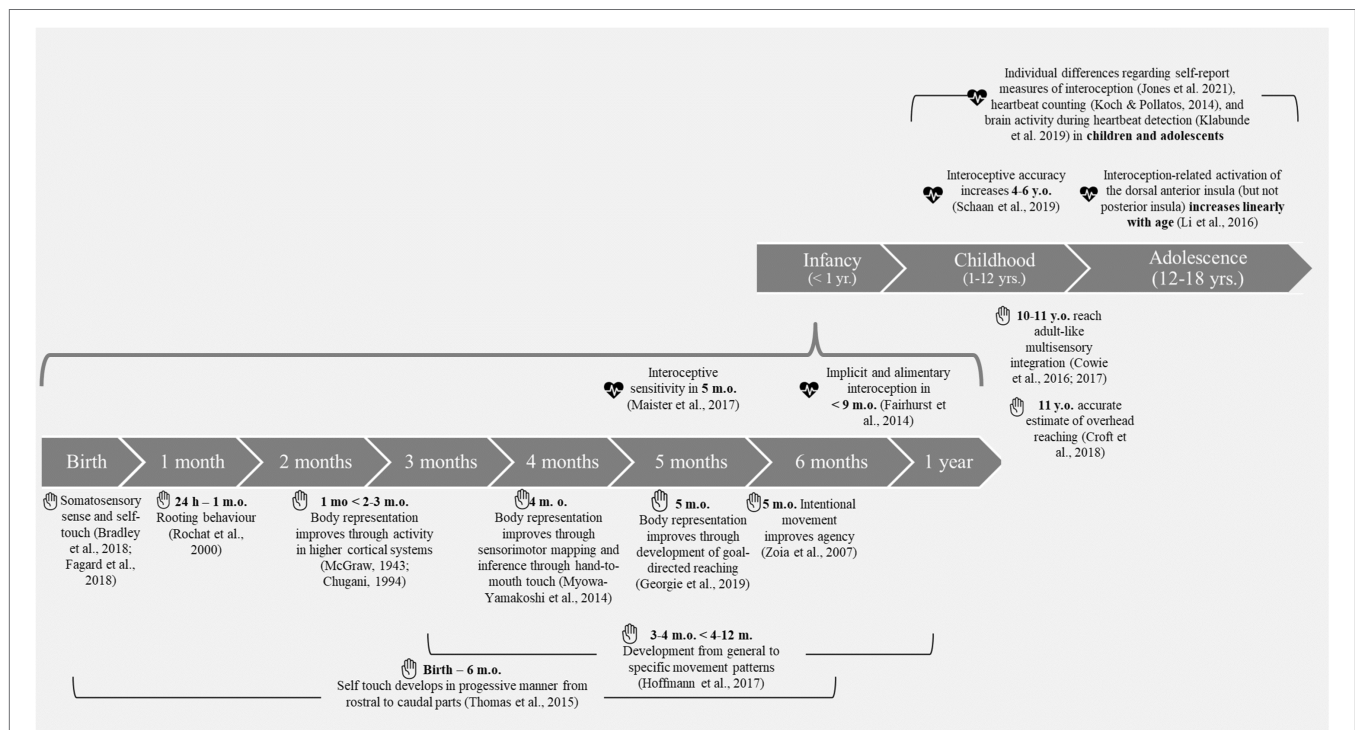 Individual differences regarding self-report
measures of interoception (Jones et al. 2021),
heartbeat counting (Koch & Pollatos, 2014), and
brain activity during heartbeat detection (Klabunde
et al. 2019) in children and adolescents
Interoceptive accuracy
increases 4-6 y.o.
(Schaan et al., 2019)
Interoception-related activation of
the dorsal anterior insula (but not
posterior insula) increases linearly
with age (Li et al., 2016)
Infancy
(< 1 yr.)
Childhood
(1-12 yrs.)
Adolescence
(12-18 yrs.)
10-11 y.o. reach
adult-like
multisensory
integration (Cowie
et al., 2016; 2017)
11 y.o. accurate
estimate of overhead
reaching (Croft et
al., 2018)
Interoceptive
sensitivity in 5 m.o.
(Maister et al., 2017)
Implicit and alimentary
interoception in
< 9 m.o. (Fairhurst et
al., 2014)
Birth
1 month
2 months
3 months
4 months
5 months
6 months
1 year
Somatosensory
sense and self-
touch (Bradley
et al., 2018;
Fagard et al.,
2018)
24 h – 1 m.o.
Rooting behaviour
(Rochat et al.,
2000)
1 mo < 2-3 m.o.
Body representation
improves through activity
in higher cortical systems
(McGraw, 1943;
Chugani, 1994)
4 m. o.
Body representation
improves through
sensorimotor mapping and
inference through hand-to-
mouth touch (Myowa-
Yamakoshi et al., 2014)
5 m.o.
Body representation
improves through
development of goal-
directed reaching
(Georgie et al., 2019)
5 m.o. Intentional
movement
improves agency
(Zoia et al., 2007)
3-4 m.o. < 4-12 m.
Development from general to
specific movement patterns
(Hoffmann et al., 2017)
Birth – 6 m.o.
Self touch develops in progessive manner from
rostral to caudal parts (Thomas et al., 2015)